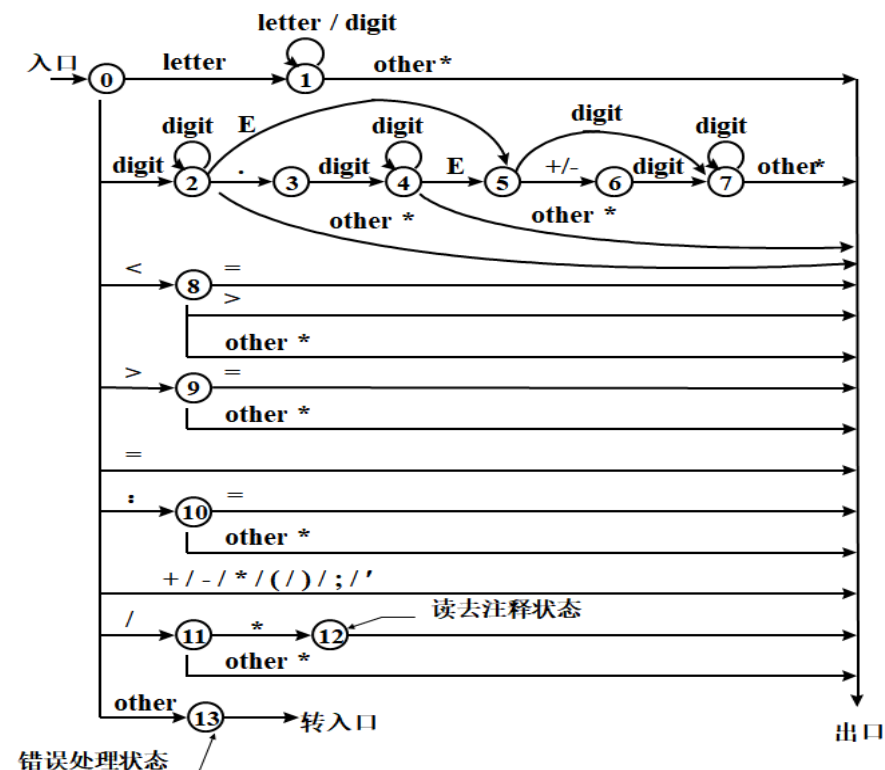 letter / digit
入口 0 letter 1 other *
digit E digit digit digit
digit 2 . 3 digit 4 E 5 +/- 6 digit 7 other*
other * other *
< 8 =
>
other *
> 9 =
other *
=
: 10 =
other *
+ / - / * / ( / ) / ; / ′
读去注释状态
/ 11 * 12
other *
other 13 转入口
出口
错误处理状态